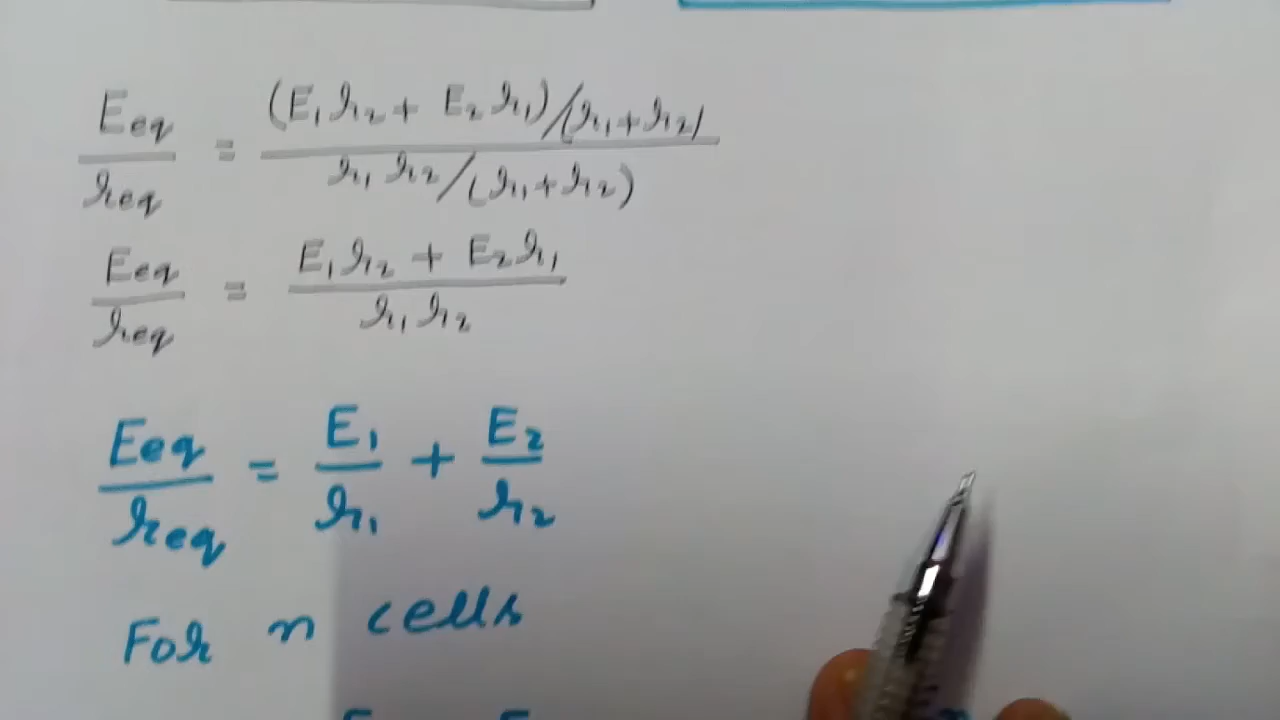 Eeq/req = (E1r2 + E2r1)/(r1+r2) / r1r2/(r1+r2)
Eeq/req = E1r2 + E2r1 / r1r2
Eeq/req = E1/r1 + E2/r2
For n cells